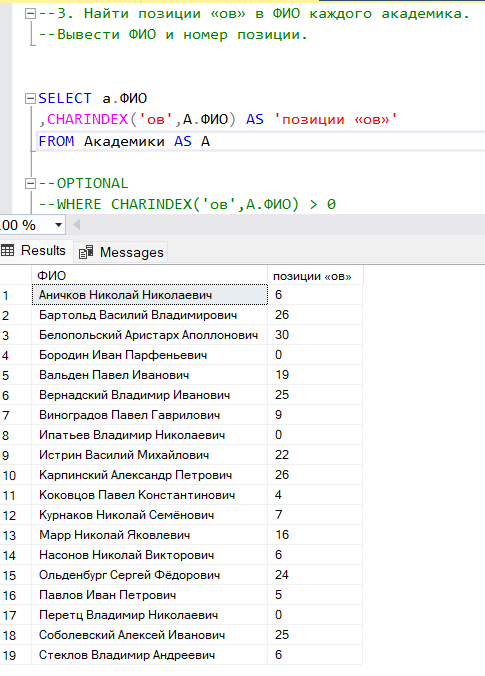 --3. Найти позиции «ов» в ФИО каждого академика.
--Вывести ФИО и номер позиции.
SELECT а.ФИО
,CHARINDEX('ов',А.ФИО) AS 'позиции «ов»'
FROM Академики AS А
--OPTIONAL
--WHERE CHARINDEX('ов',А.ФИО) > 0
.00 %
Results Messages
ФИО позиции «ов»
1 Аничков Николай Николаевич 6
2 Бартольд Василий Владимирович 26
3 Белопольский Аристарх Аполлонович 30
4 Бородин Иван Парфеньевич 0
5 Вальден Павел Иванович 19
6 Вернадский Владимир Иванович 25
7 Виноградов Павел Гаврилович 9
8 Ипатьев Владимир Николаевич 0
9 Истрин Василий Михайлович 22
10 Карпинский Александр Петрович 26
11 Коковцов Павел Константинович 4
12 Курнаков Николай Семёнович 7
13 Марр Николай Яковлевич 16
14 Насонов Николай Викторович 6
15 Ольденбург Сергей Фёдорович 24
16 Павлов Иван Петрович 5
17 Перетц Владимир Николаевич 0
18 Соболевский Алексей Иванович 25
19 Стеклов Владимир Андреевич 6